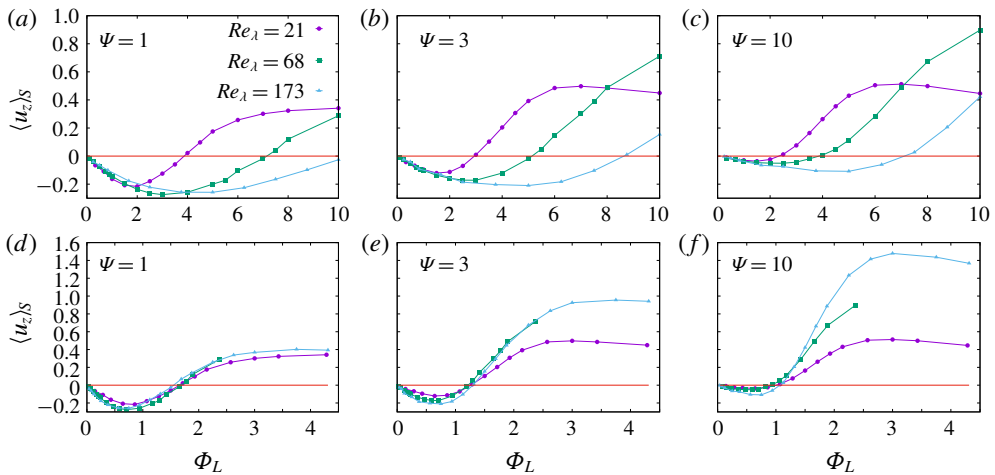 (a) Ψ = 1 Re_λ = 21 Re_λ = 68 Re_λ = 173
(b) Ψ = 3
(c) Ψ = 10
⟨u_z⟩_S
1.0 0.8 0.6 0.4 0.2 0 −0.2
0 2 4 6 8 10
0 2 4 6 8 10
0 2 4 6 8 10
(d) Ψ = 1
(e) Ψ = 3
(f) Ψ = 10
⟨u_z⟩_S
1.6 1.4 1.2 1.0 0.8 0.6 0.4 0.2 0 −0.2
0 1 2 3 4
0 1 2 3 4
0 1 2 3 4
Φ_L
Φ_L
Φ_L